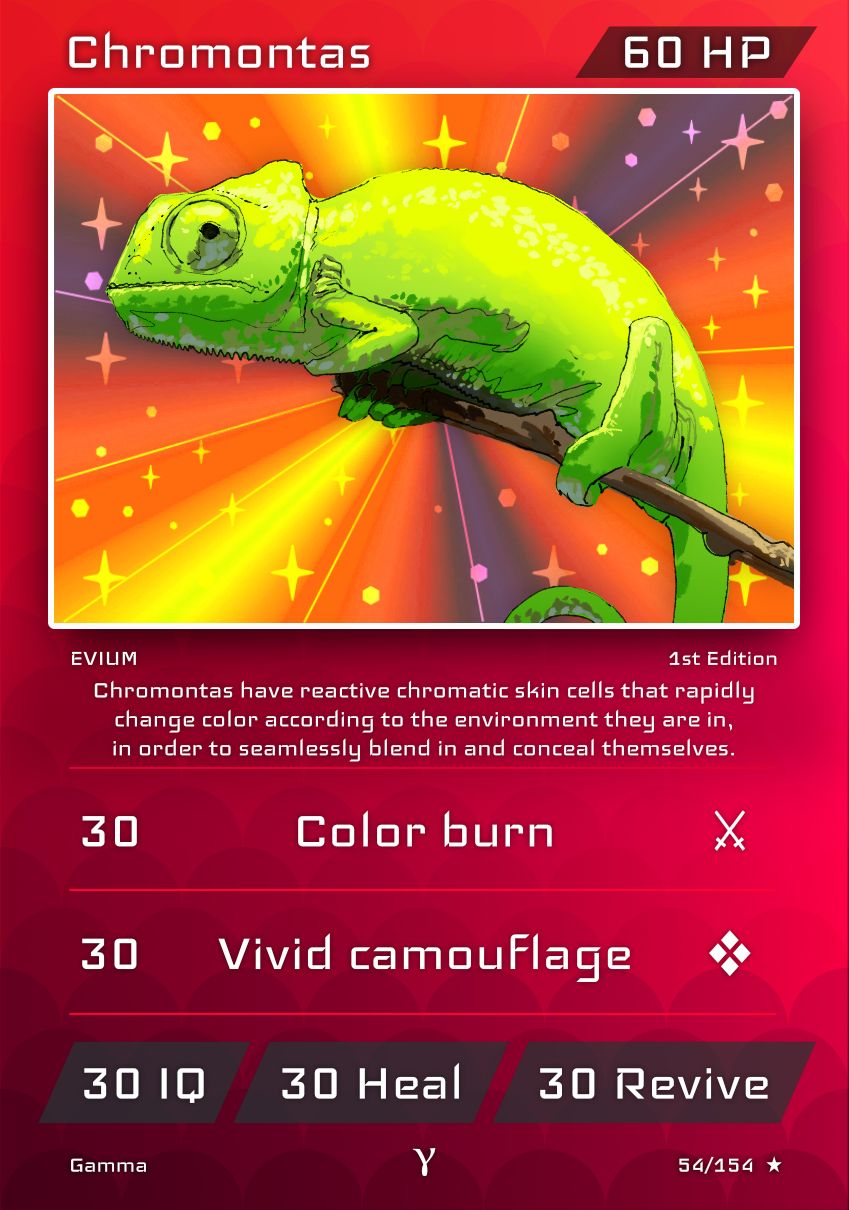 Chromontas
60 HP
EVIUM
1st Edition
Chromontas have reactive chromatic skin cells that rapidly
change color according to the environment they are in,
in order to seamlessly blend in and conceal themselves.
30 Color burn
30 Vivid camouflage
30 IQ
30 Heal
30 Revive
Gamma
γ
54/154 ★